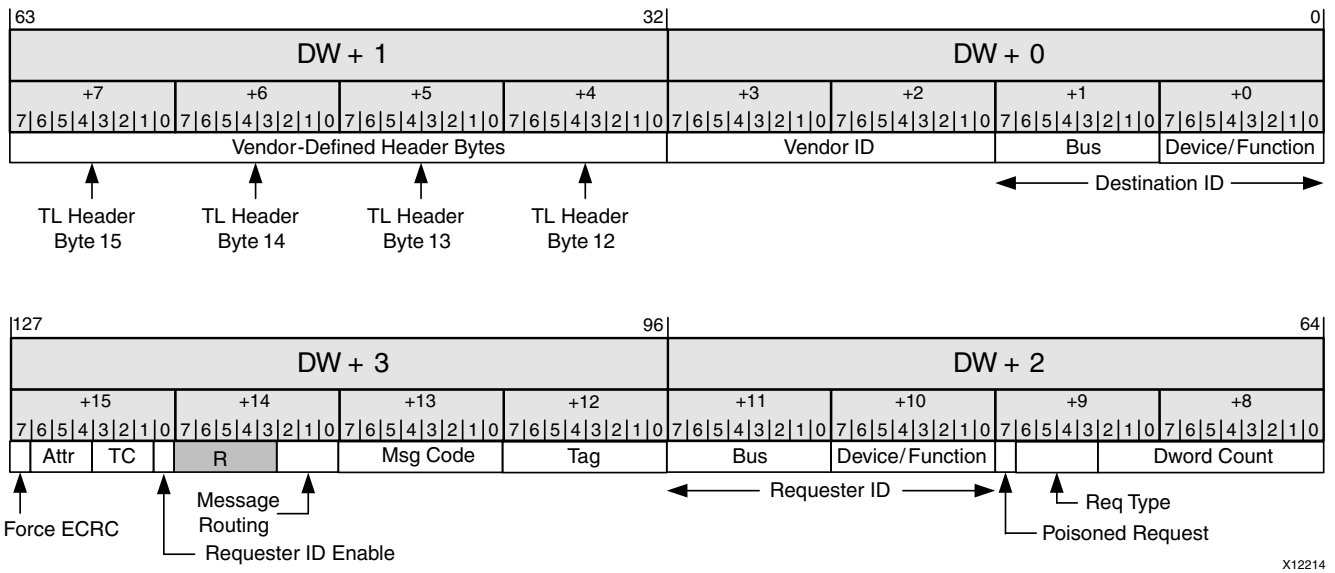 63 32 0
DW + 1 DW + 0
+7 +6 +5 +4 +3 +2 +1 +0
7 6 5 4 3 2 1 0 7 6 5 4 3 2 1 0 7 6 5 4 3 2 1 0 7 6 5 4 3 2 1 0 7 6 5 4 3 2 1 0 7 6 5 4 3 2 1 0 7 6 5 4 3 2 1 0 7 6 5 4 3 2 1 0
Vendor-Defined Header Bytes Vendor ID Bus Device/Function
Destination ID
TL Header TL Header TL Header TL Header
Byte 15 Byte 14 Byte 13 Byte 12
127 96 64
DW + 3 DW + 2
+15 +14 +13 +12 +11 +10 +9 +8
7 6 5 4 3 2 1 0 7 6 5 4 3 2 1 0 7 6 5 4 3 2 1 0 7 6 5 4 3 2 1 0 7 6 5 4 3 2 1 0 7 6 5 4 3 2 1 0 7 6 5 4 3 2 1 0 7 6 5 4 3 2 1 0
Attr TC R Msg Code Tag Bus Device/Function Dword Count
Message Requester ID Req Type
Force ECRC Routing Poisoned Request
Requester ID Enable
X12214